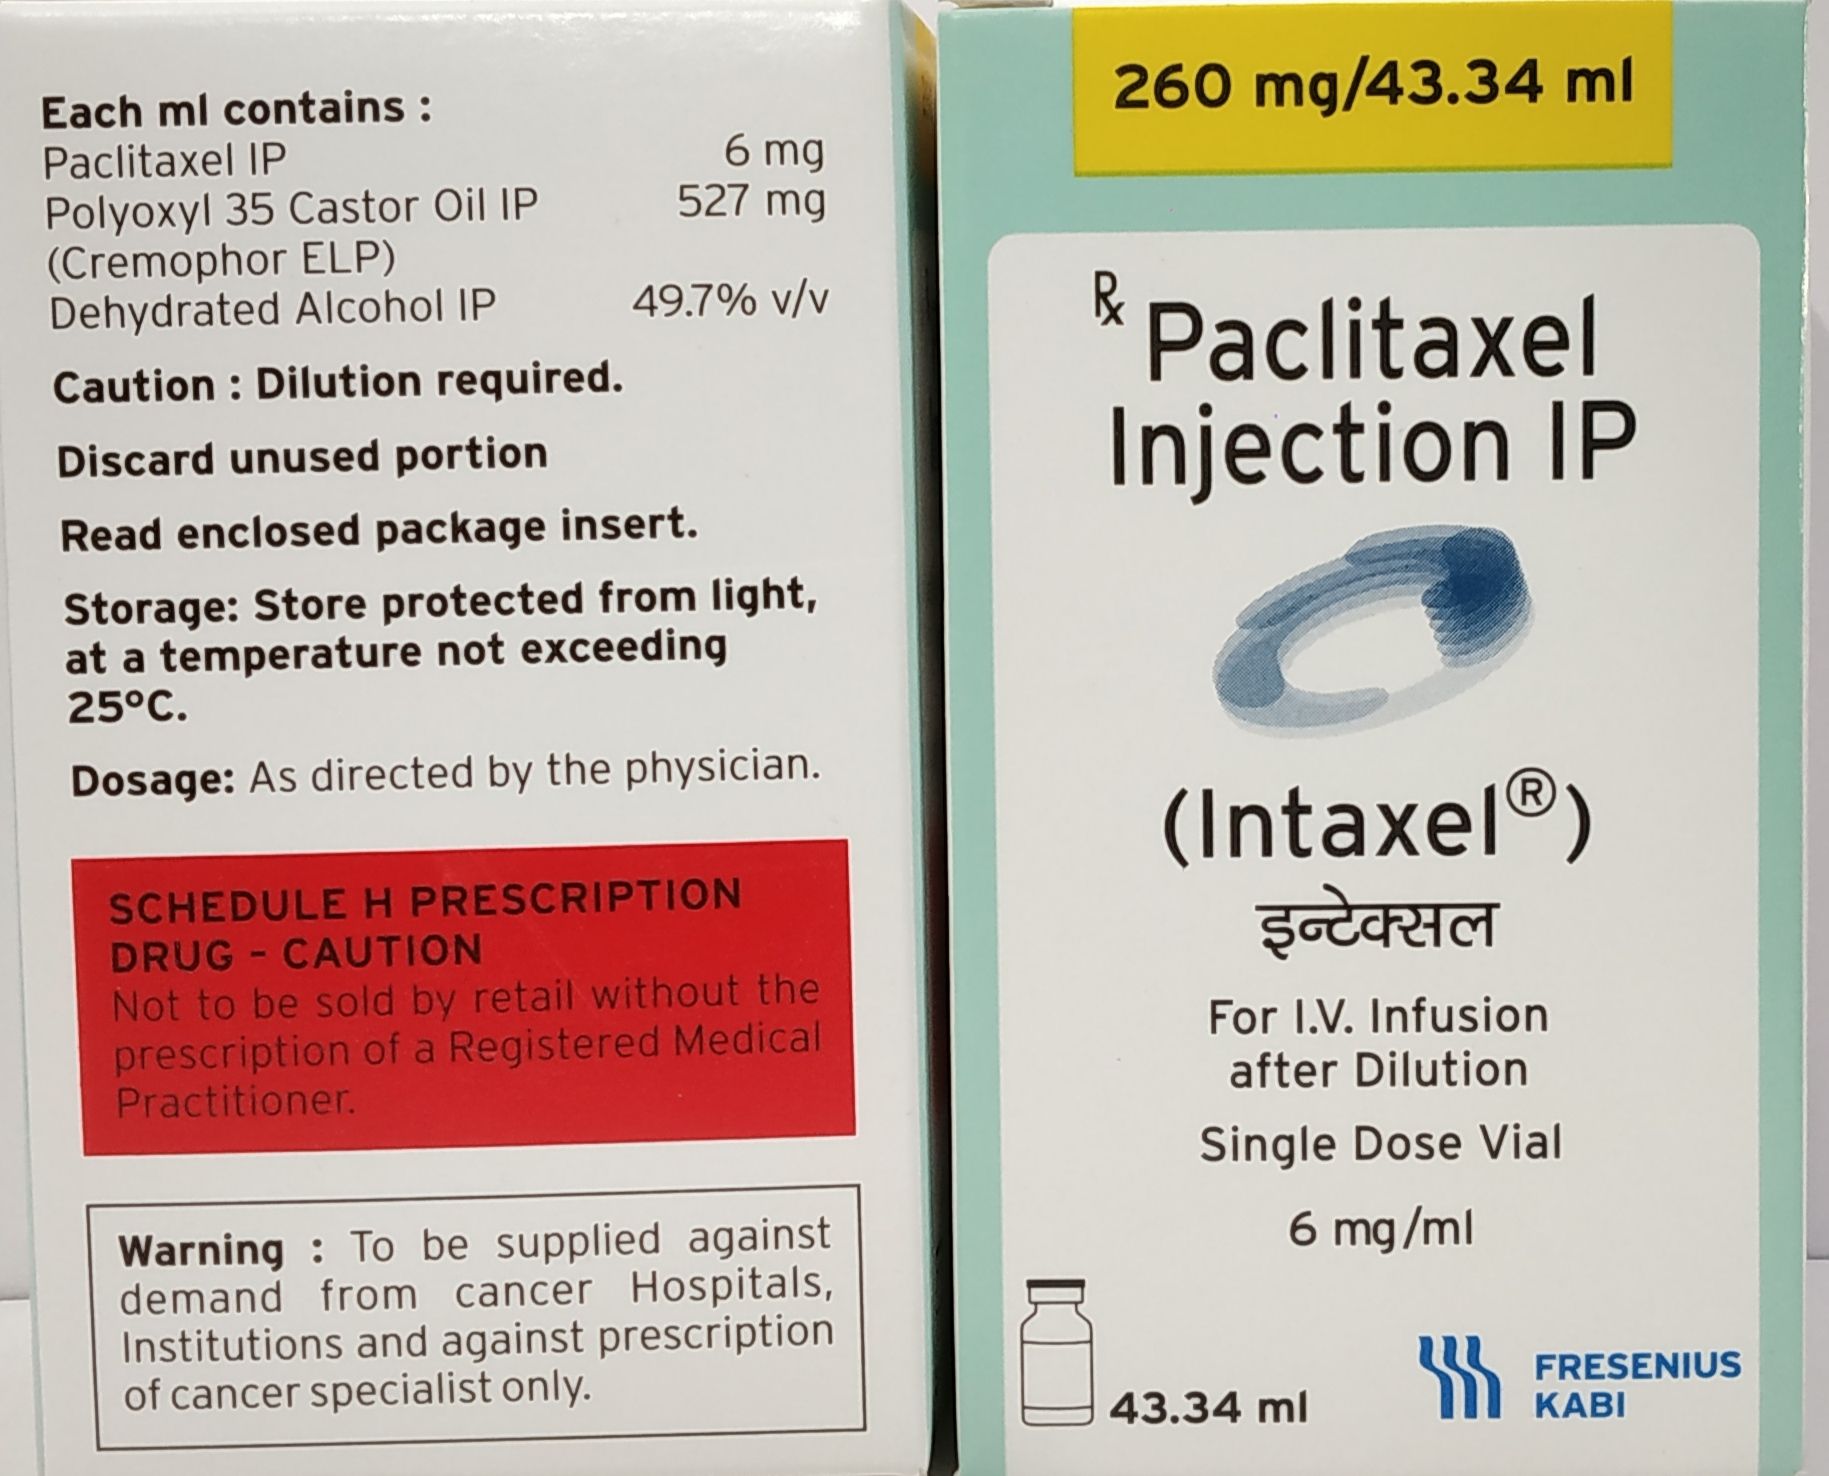 Each ml contains :
Paclitaxel IP 6 mg
Polyoxyl 35 Castor Oil IP 527 mg
(Cremophor ELP)
Dehydrated Alcohol IP 49.7% v/v
Caution : Dilution required.
Discard unused portion
Read enclosed package insert.
Storage: Store protected from light,
at a temperature not exceeding
25°C.
Dosage: As directed by the physician.
SCHEDULE H PRESCRIPTION
DRUG - CAUTION
Not to be sold by retail without the
prescription of a Registered Medical
Practitioner.
Warning : To be supplied against
demand from cancer Hospitals,
Institutions and against prescription
of cancer specialist only.
260 mg/43.34 ml
Rx Paclitaxel
Injection IP
(Intaxel®)
इन्टेक्सल
For I.V. Infusion
after Dilution
Single Dose Vial
6 mg/ml
43.34 ml
FRESENIUS
KABI